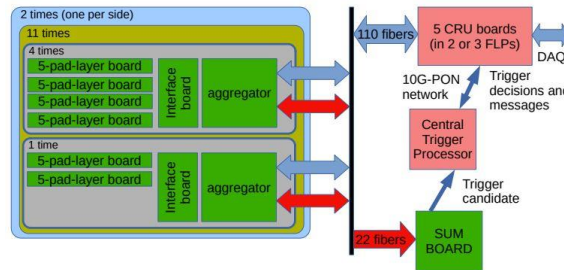 2 times (one per side)
11 times
4 times
5-pad-layer board
5-pad-layer board
5-pad-layer board
5-pad-layer board
Interface
board
aggregator
1 time
5-pad-layer board
5-pad-layer board
Interface
board
aggregator
110 fibers
5 CRU boards
(in 2 or 3 FLPs)
DAQ
10G-PON
network
Trigger
decisions and
messages
Central
Trigger
Processor
Trigger
candidate
22 fibers
SUM
BOARD